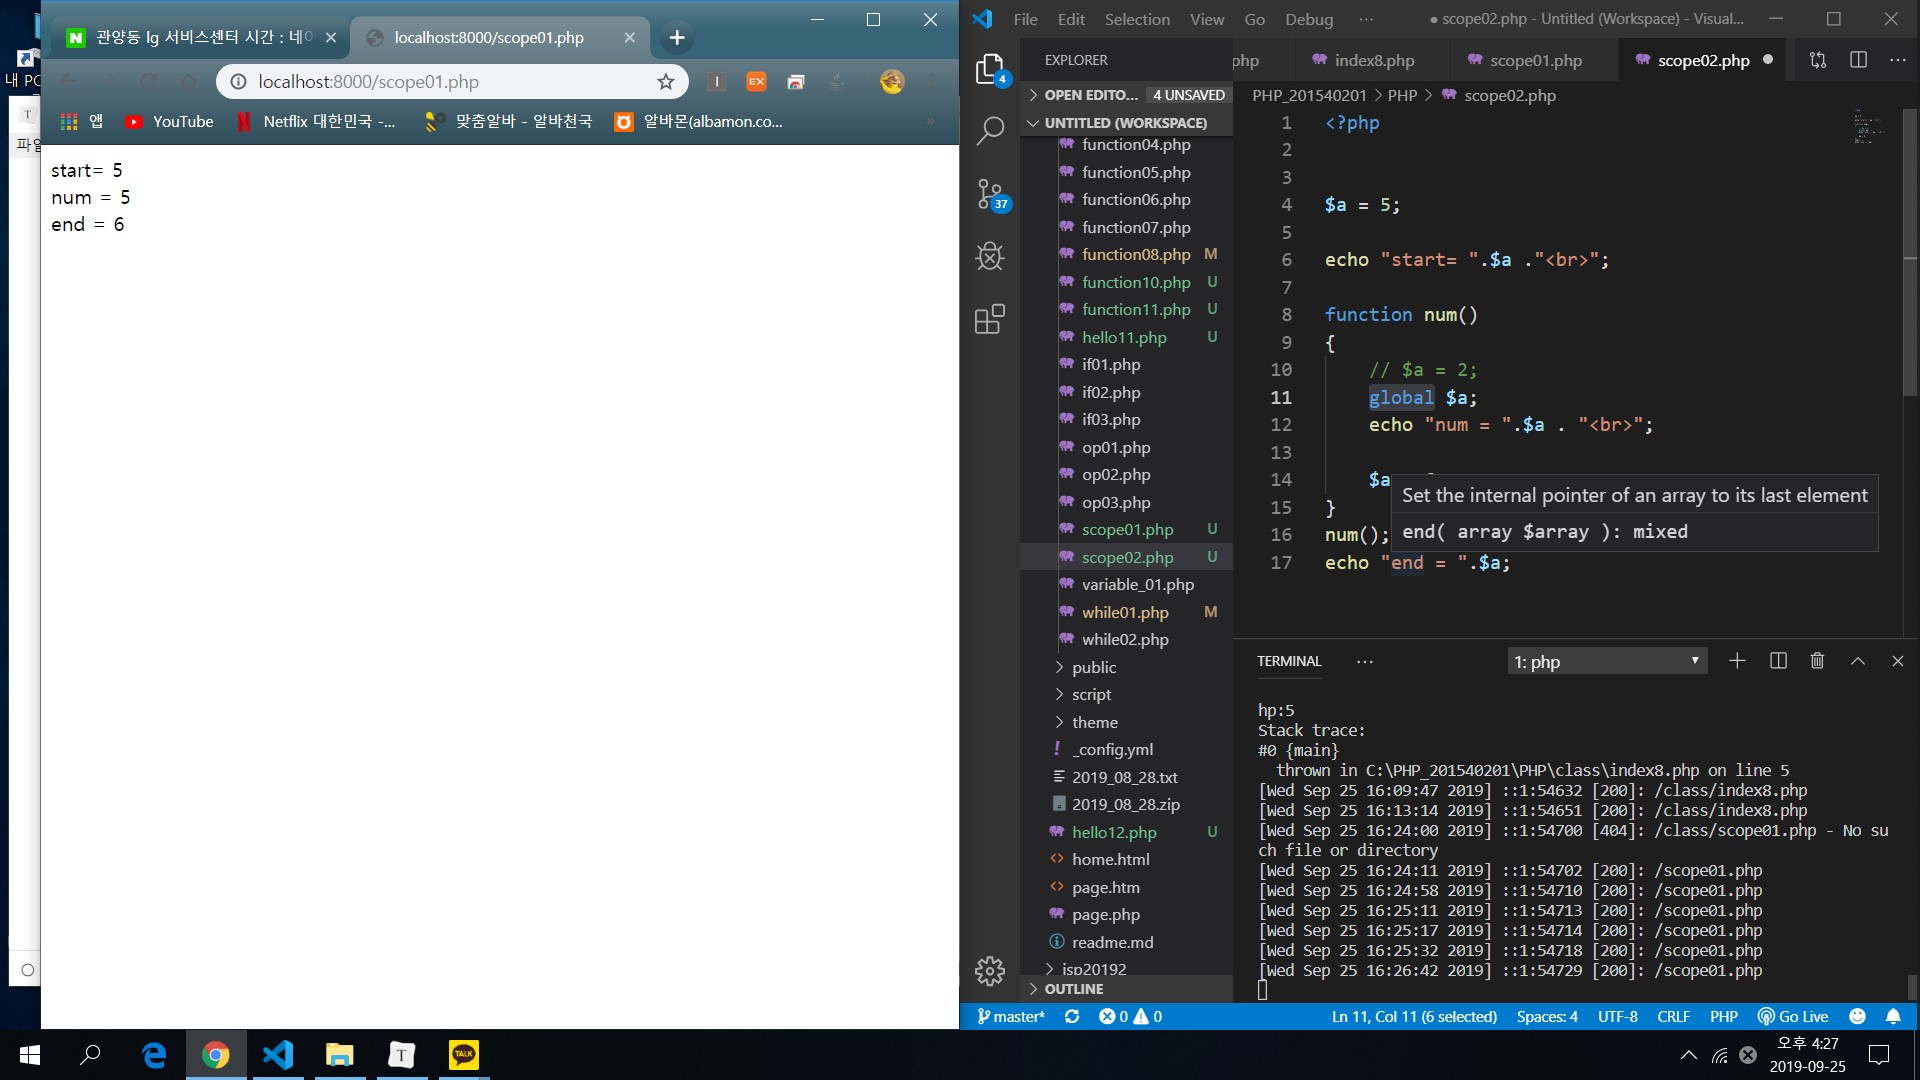 내 PC
파일
관양동 lg 서비스센터 시간 : 네이
localhost:8000/scope01.php
localhost:8000/scope01.php
EX
앱
YouTube
Netflix 대한민국 -...
맞춤알바 - 알바천국
알바몬(albamon.co...
start= 5
num = 5
end = 6
File Edit Selection View Go Debug ...
● scope02.php - Untitled (Workspace) - Visual...
EXPLORER
php
index8.php
scope01.php
scope02.php
OPEN EDITO... 4 UNSAVED
PHP_201540201 > PHP > scope02.php
UNTITLED (WORKSPACE)
4
37
function04.php
function05.php
function06.php
function07.php
function08.php M
function10.php U
function11.php U
hello11.php U
if01.php
if02.php
if03.php
op01.php
op02.php
op03.php
scope01.php U
scope02.php U
variable_01.php
while01.php M
while02.php
public
script
theme
_config.yml
2019_08_28.txt
2019_08_28.zip
hello12.php U
home.html
page.htm
page.php
readme.md
isp20192
OUTLINE
1 <?php
2
3
4 $a = 5;
5
6 echo "start= ".$a ."<br>";
7
8 function num()
9 {
10 // $a = 2;
11 global $a;
12 echo "num = ".$a . "<br>";
13
14 $a
15 }
16 num();
17 echo "end = ".$a;
Set the internal pointer of an array to its last element
end( array $array ): mixed
TERMINAL ...
1: php
hp:5
Stack trace:
#0 {main}
thrown in C:\PHP_201540201\PHP\class\index8.php on line 5
[Wed Sep 25 16:09:47 2019] ::1:54632 [200]: /class/index8.php
[Wed Sep 25 16:13:14 2019] ::1:54651 [200]: /class/index8.php
[Wed Sep 25 16:24:00 2019] ::1:54700 [404]: /class/scope01.php - No su
ch file or directory
[Wed Sep 25 16:24:11 2019] ::1:54702 [200]: /scope01.php
[Wed Sep 25 16:24:58 2019] ::1:54710 [200]: /scope01.php
[Wed Sep 25 16:25:11 2019] ::1:54713 [200]: /scope01.php
[Wed Sep 25 16:25:17 2019] ::1:54714 [200]: /scope01.php
[Wed Sep 25 16:25:32 2019] ::1:54718 [200]: /scope01.php
[Wed Sep 25 16:26:42 2019] ::1:54729 [200]: /scope01.php
master* 0 0
Ln 11, Col 11 (6 selected) Spaces: 4 UTF-8 CRLF PHP Go Live
TALK
오후 4:27
2019-09-25